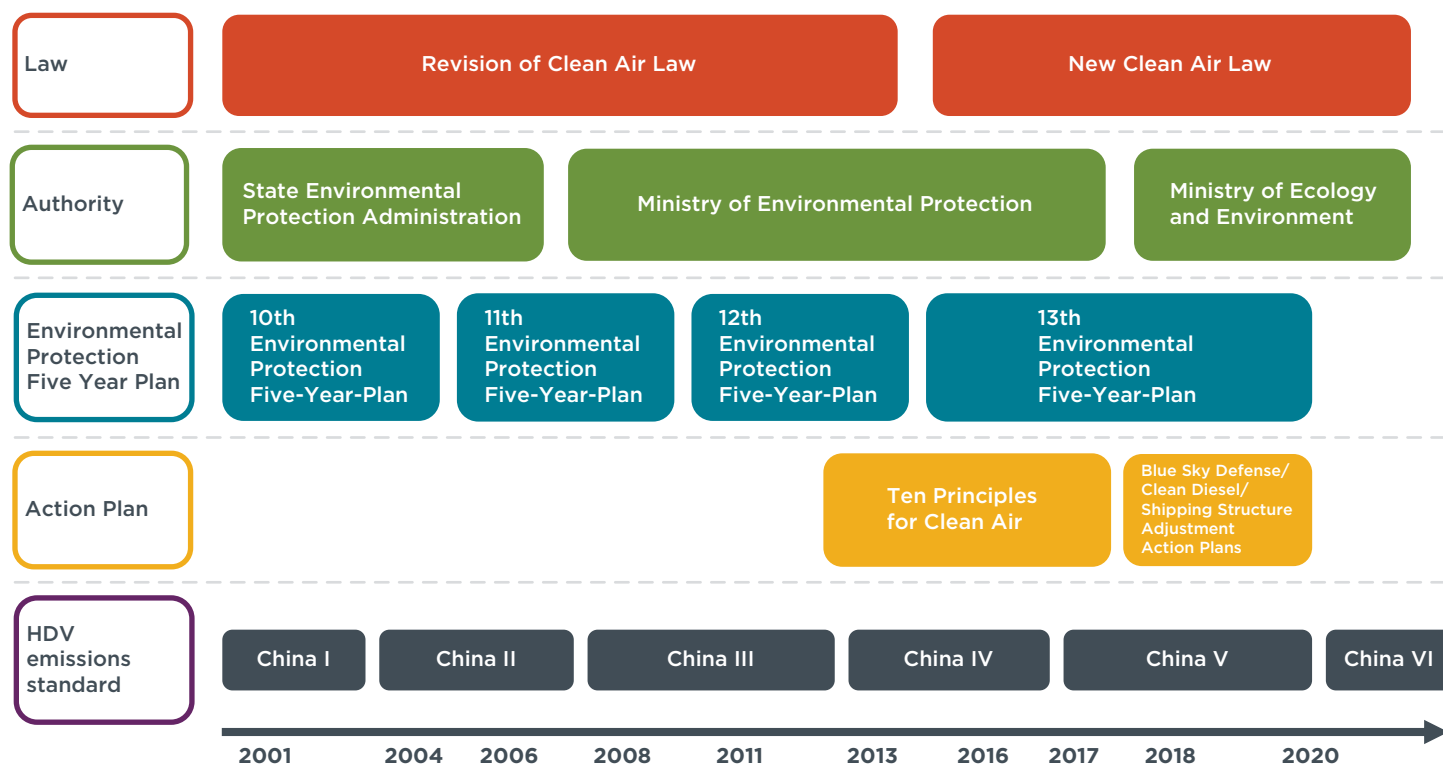 Law
Revision of Clean Air Law
New Clean Air Law
Authority
State Environmental
Protection Administration
Ministry of Environmental Protection
Ministry of Ecology
and Environment
Environmental
Protection
Five Year Plan
10th
Environmental
Protection
Five-Year-Plan
11th
Environmental
Protection
Five-Year-Plan
12th
Environmental
Protection
Five-Year-Plan
13th
Environmental
Protection
Five-Year-Plan
Action Plan
Ten Principles
for Clean Air
Blue Sky Defense/
Clean Diesel/
Shipping Structure
Adjustment
Action Plans
HDV
emissions
standard
China I
China II
China III
China IV
China V
China VI
2001 2004 2006 2008 2011 2013 2016 2017 2018 2020